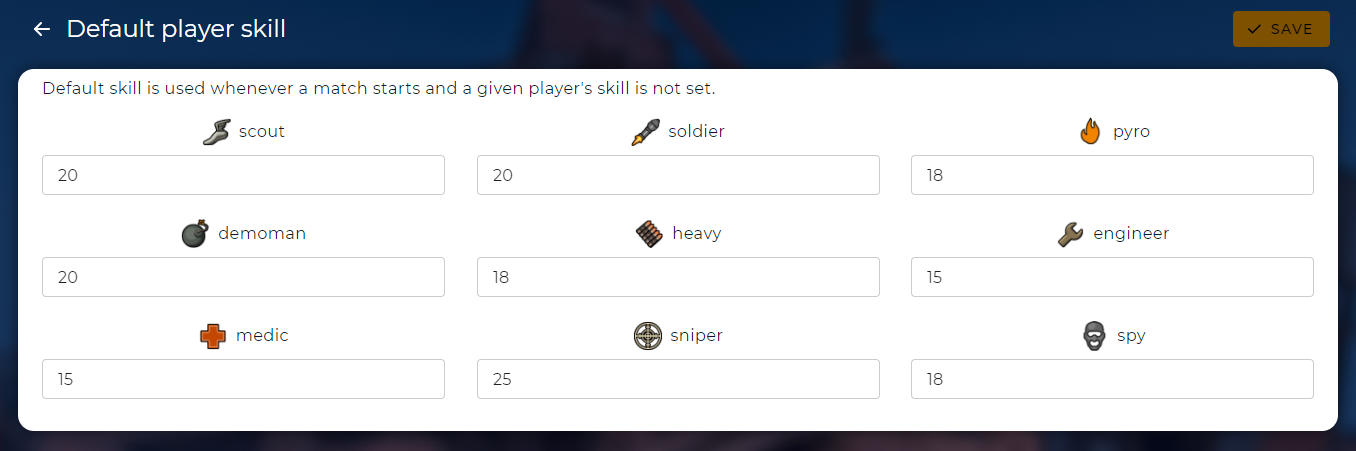 Default player skill
SAVE
Default skill is used whenever a match starts and a given player's skill is not set.
scout
soldier
pyro
20
20
18
demoman
heavy
engineer
20
18
15
medic
sniper
spy
15
25
18